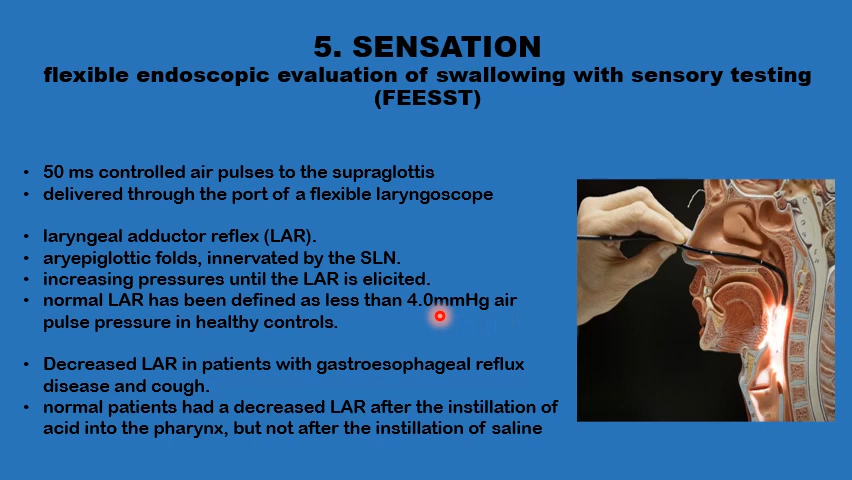 5. SENSATION
flexible endoscopic evaluation of swallowing with sensory testing
(FEESST)
• 50 ms controlled air pulses to the supraglottis
• delivered through the port of a flexible laryngoscope
• laryngeal adductor reflex (LAR).
• aryepiglottic folds, innervated by the SLN.
• increasing pressures until the LAR is elicited.
• normal LAR has been defined as less than 4.0mmHg air
pulse pressure in healthy controls.
• Decreased LAR in patients with gastroesophageal reflux
disease and cough.
• normal patients had a decreased LAR after the instillation of
acid into the pharynx, but not after the instillation of saline